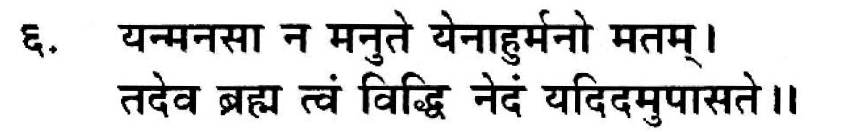 ६. यन्मनसा न मनुते येनाहुर्मनो मतम्।
तदेव ब्रह्म त्वं विद्धि नेदं यदिदमुपासते॥